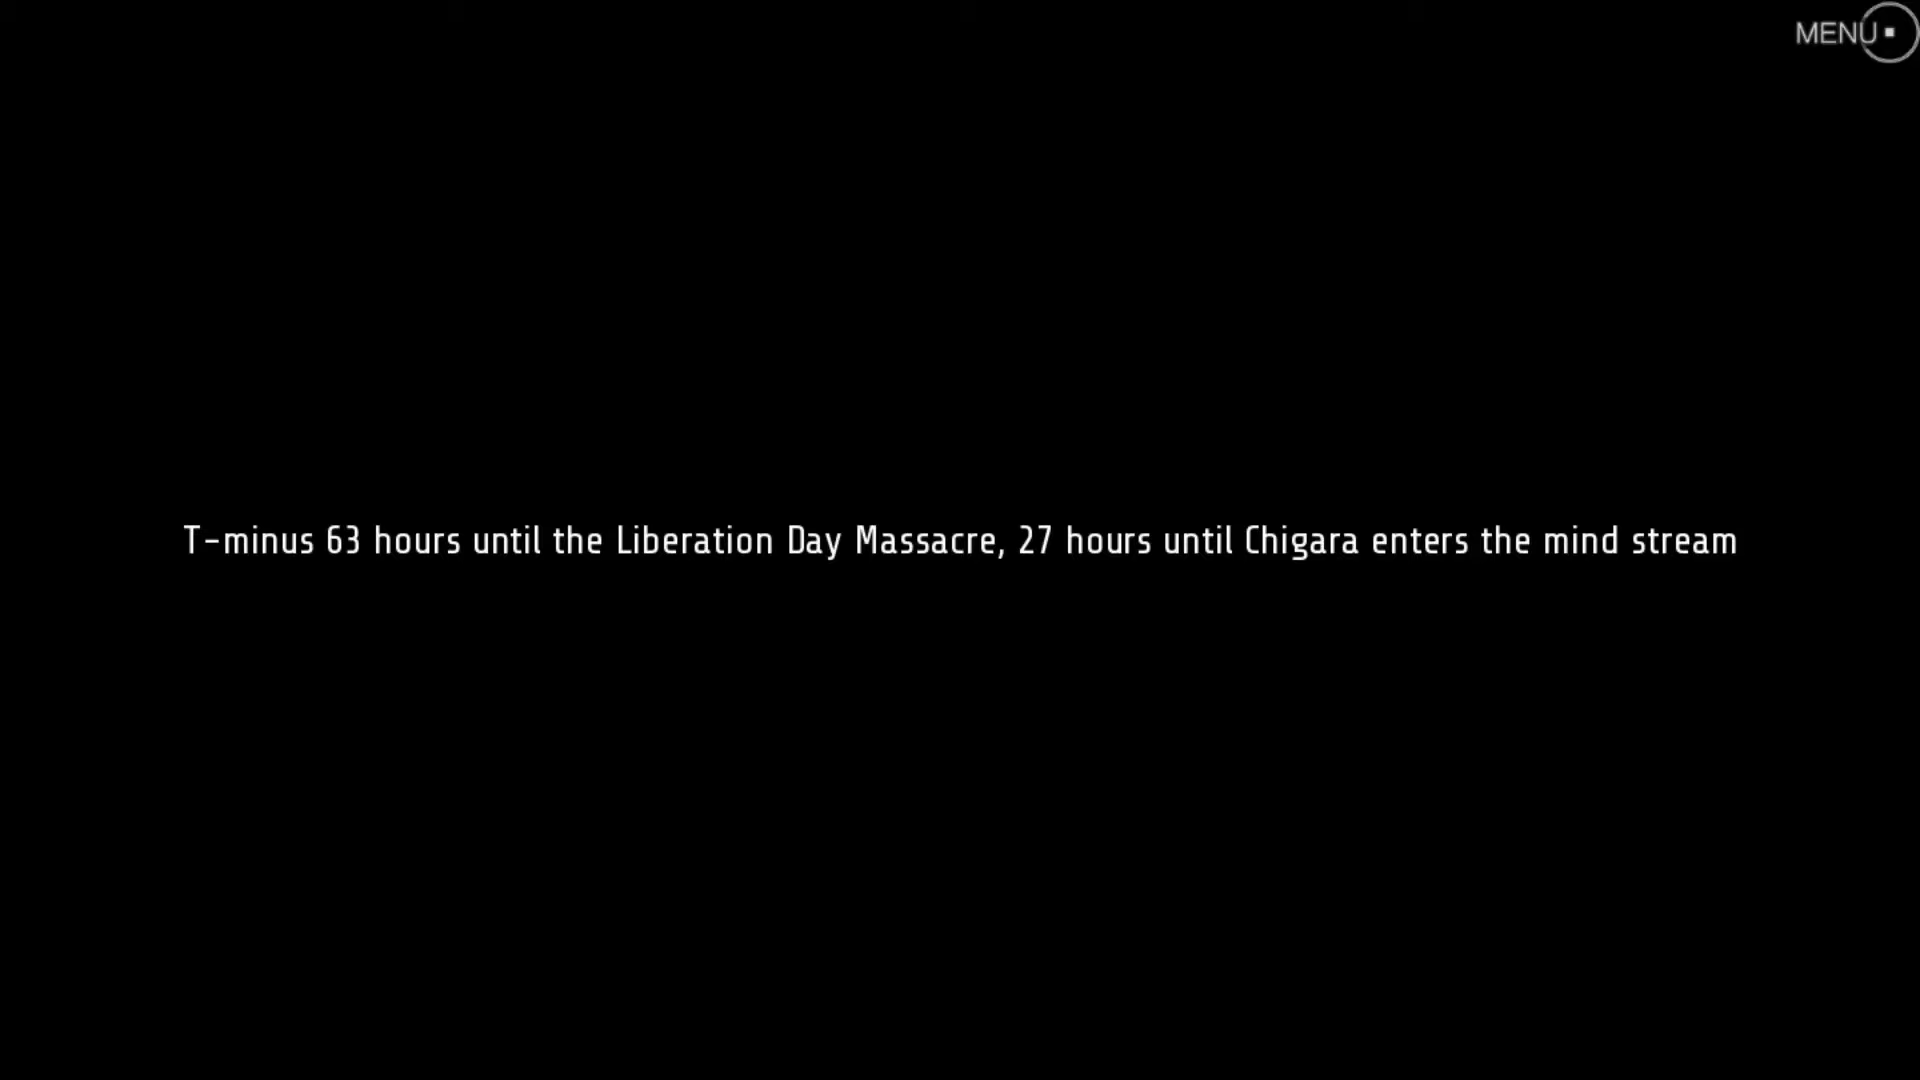 MENU
T-minus 63 hours until the Liberation Day Massacre, 27 hours until Chigara enters the mind stream